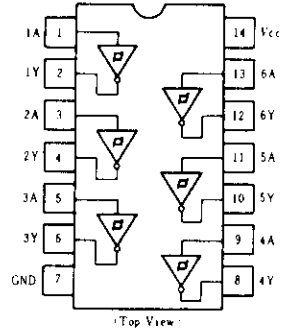 1A 1 14 Vcc
1Y 2 13 6A
2A 3 12 6Y
2Y 4 11 5A
3A 5 10 5Y
3Y 6 9 4A
GND 7 8 4Y
(Top View)